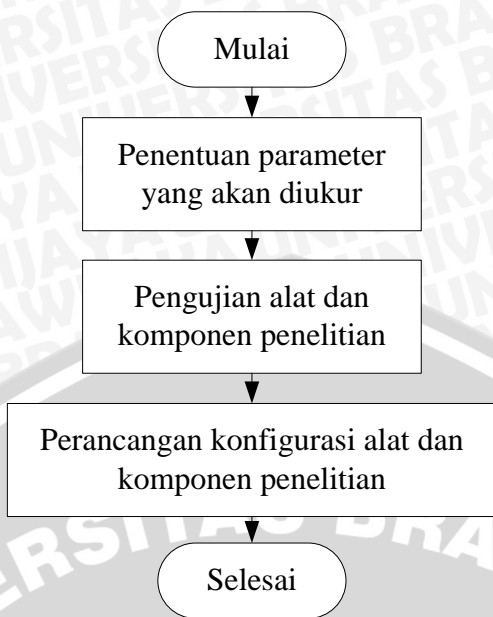 Mulai
Penentuan parameter
yang akan diukur
Pengujian alat dan
komponen penelitian
Perancangan konfigurasi alat dan
komponen penelitian
Selesai